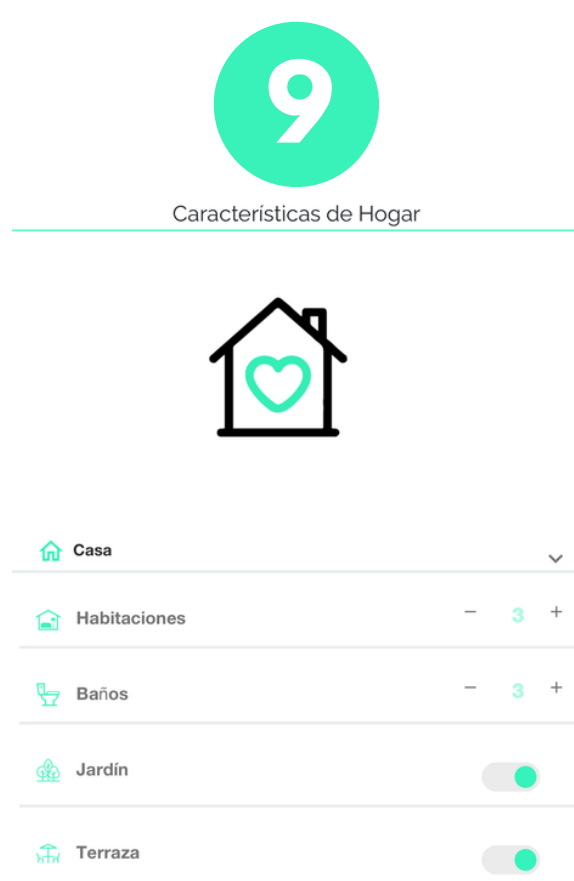 9
Características de Hogar
Casa
Habitaciones − 3 +
Baños − 3 +
Jardín
Terraza